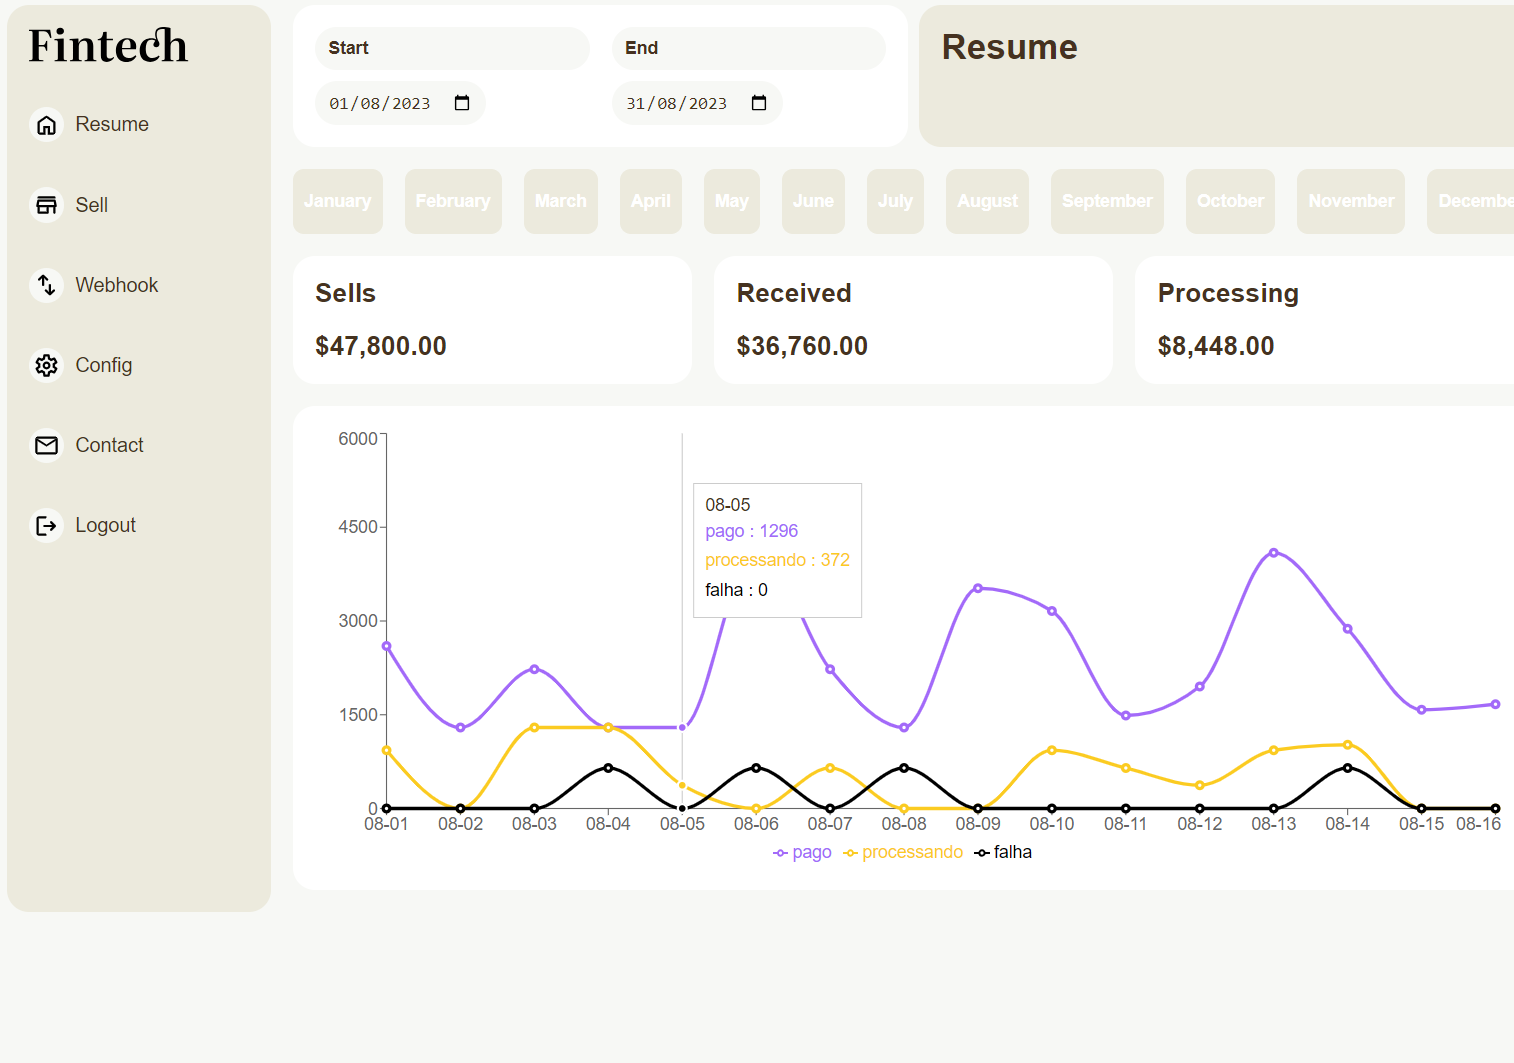 Fintech
Resume
Sell
Webhook
Config
Contact
Logout
Start
End
01/08/2023
31/08/2023
Resume
January
February
March
April
May
June
July
August
September
October
November
Decembe
Sells
$47,800.00
Received
$36,760.00
Processing
$8,448.00
6000
4500
3000
1500
0
08-05
pago : 1296
processando : 372
falha : 0
08-01
08-02
08-03
08-04
08-05
08-06
08-07
08-08
08-09
08-10
08-11
08-12
08-13
08-14
08-15
08-16
pago
processando
falha